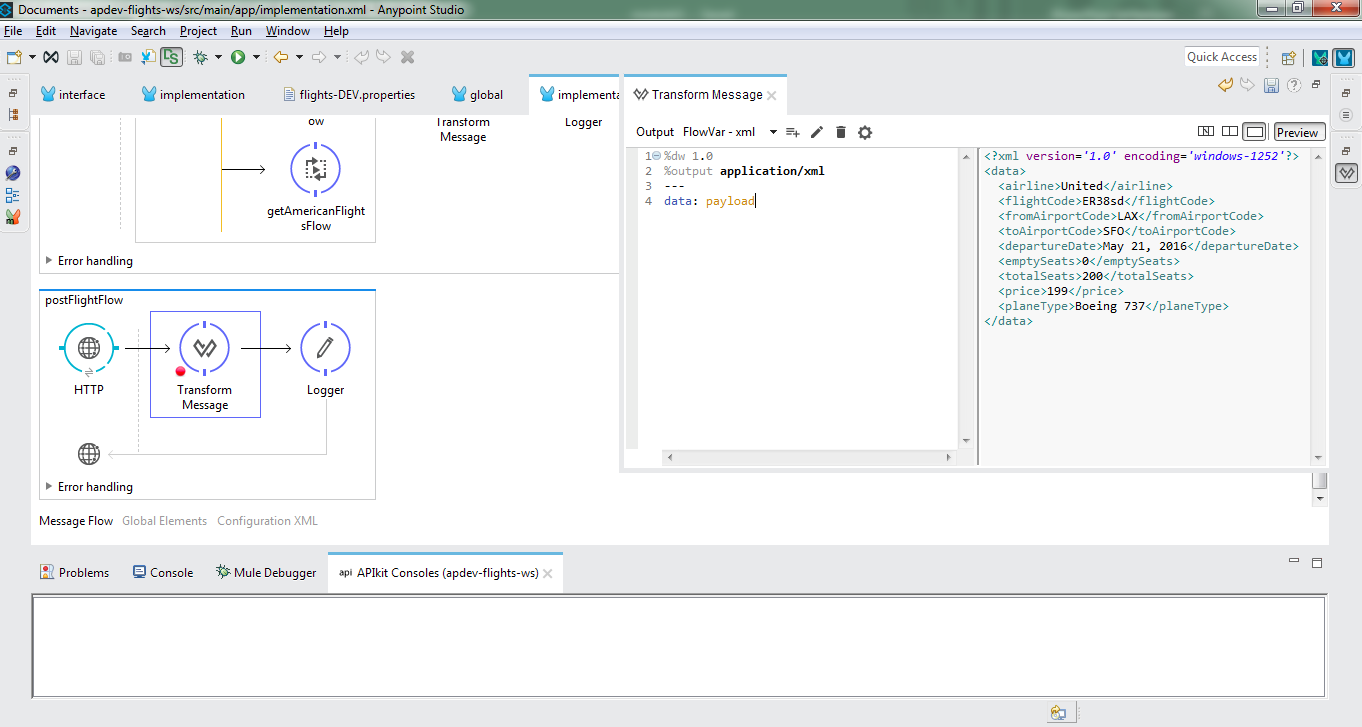 Documents - apdev-flights-ws/src/main/app/implementation.xml - Anypoint Studio
File Edit Navigate Search Project Run Window Help
Quick Access
interface implementation flights-DEV.properties global implementa
Transform Message
Output FlowVar - xml Preview
ow
getAmericanFlight
sFlow
Transform
Message
Logger
Error handling
1 %dw 1.0
2 %output application/xml
3 ---
4 data: payload
<?xml version='1.0' encoding='windows-1252'?>
<data>
<airline>United</airline>
<flightCode>ER38sd</flightCode>
<fromAirportCode>LAX</fromAirportCode>
<toAirportCode>SFO</toAirportCode>
<departureDate>May 21, 2016</departureDate>
<emptySeats>0</emptySeats>
<totalSeats>200</totalSeats>
<price>199</price>
<planeType>Boeing 737</planeType>
</data>
postFlightFlow
HTTP
Transform
Message
Logger
Error handling
Message Flow Global Elements Configuration XML
Problems Console Mule Debugger api APIkit Consoles (apdev-flights-ws)